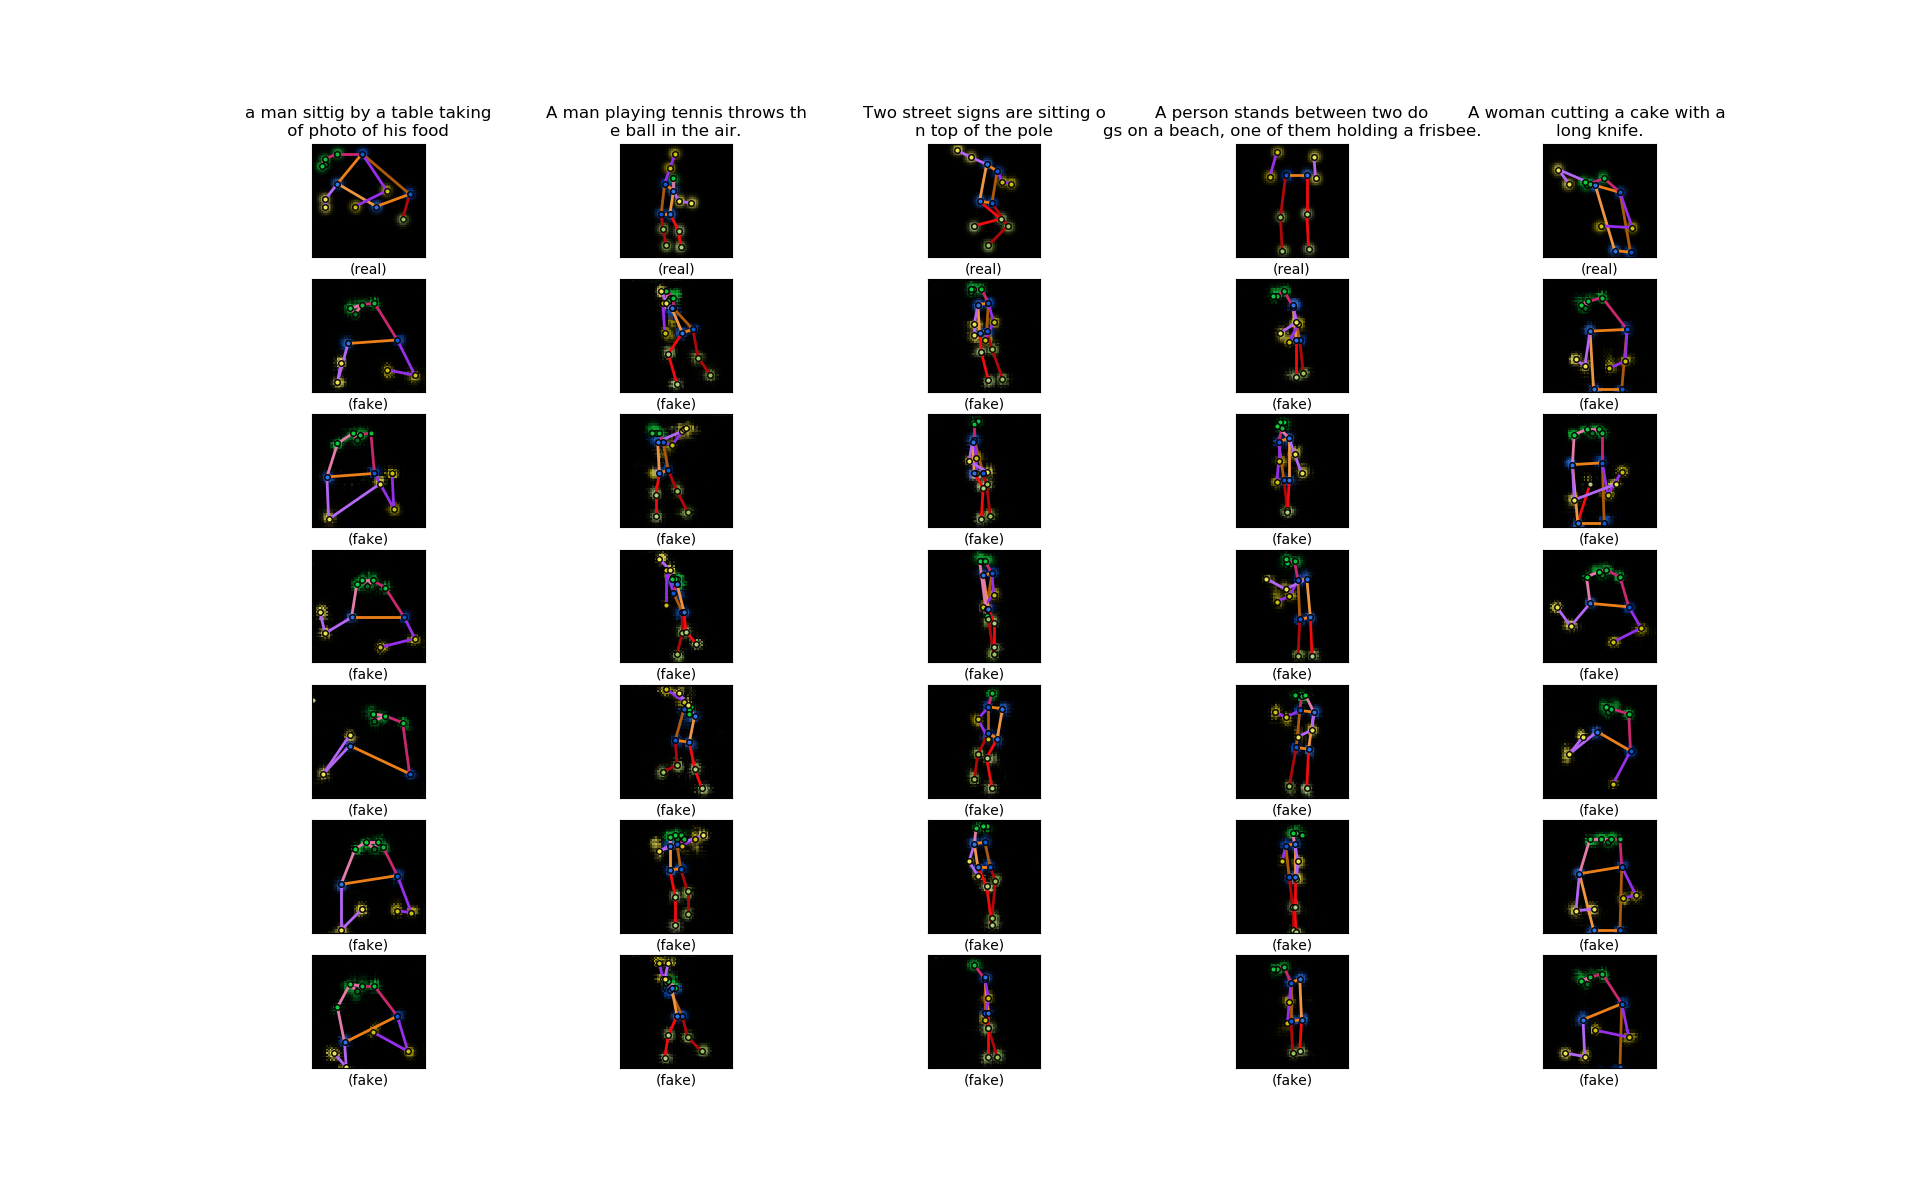 a man sittig by a table taking
of photo of his food
A man playing tennis throws th
e ball in the air.
Two street signs are sitting o
n top of the pole
A person stands between two do
gs on a beach, one of them holding a frisbee.
A woman cutting a cake with a
long knife.
(real) (real) (real) (real) (real)
(fake) (fake) (fake) (fake) (fake)
(fake) (fake) (fake) (fake) (fake)
(fake) (fake) (fake) (fake) (fake)
(fake) (fake) (fake) (fake) (fake)
(fake) (fake) (fake) (fake) (fake)
(fake) (fake) (fake) (fake) (fake)